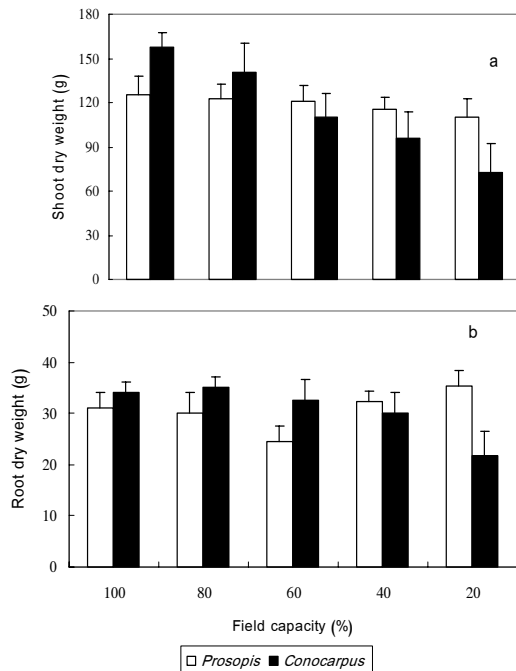 180
150
120
90
60
30
0
Shoot dry weight (g)
a
50
40
30
20
10
0
Root dry weight (g)
b
100 80 60 40 20
Field capacity (%)
Prosopis Conocarpus